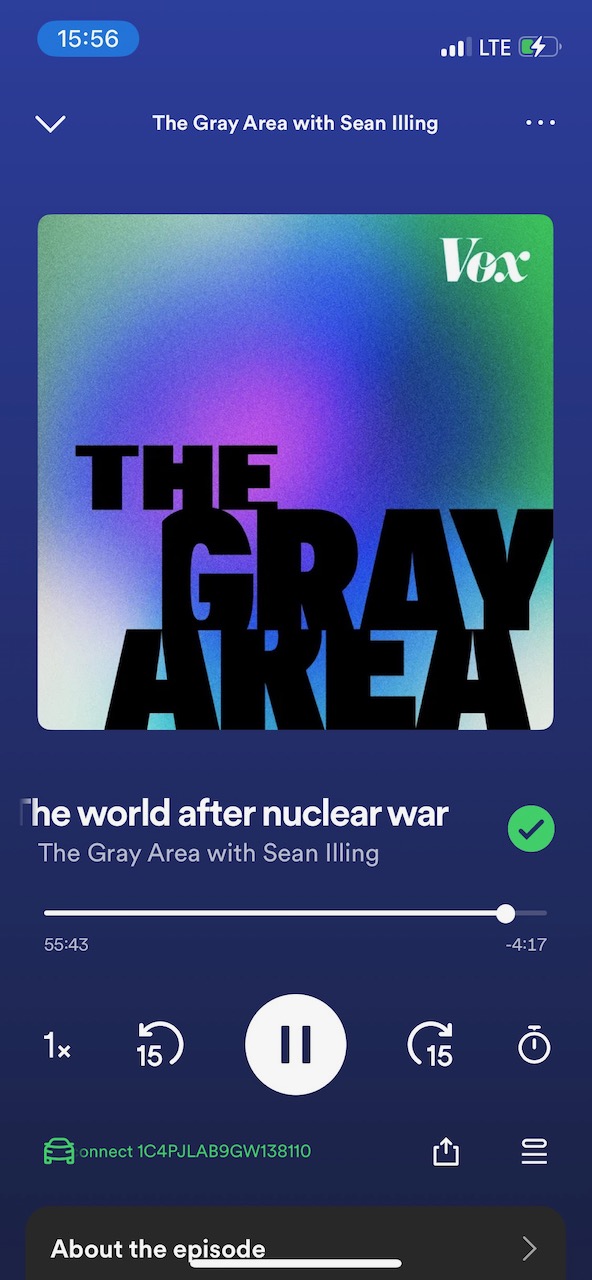 15:56
LTE
The Gray Area with Sean Illing
Vox
THE
GRAY
AREA
The world after nuclear war
The Gray Area with Sean Illing
55:43
-4:17
1x
15
15
onnect 1C4PJLAB9GW138110
About the episode